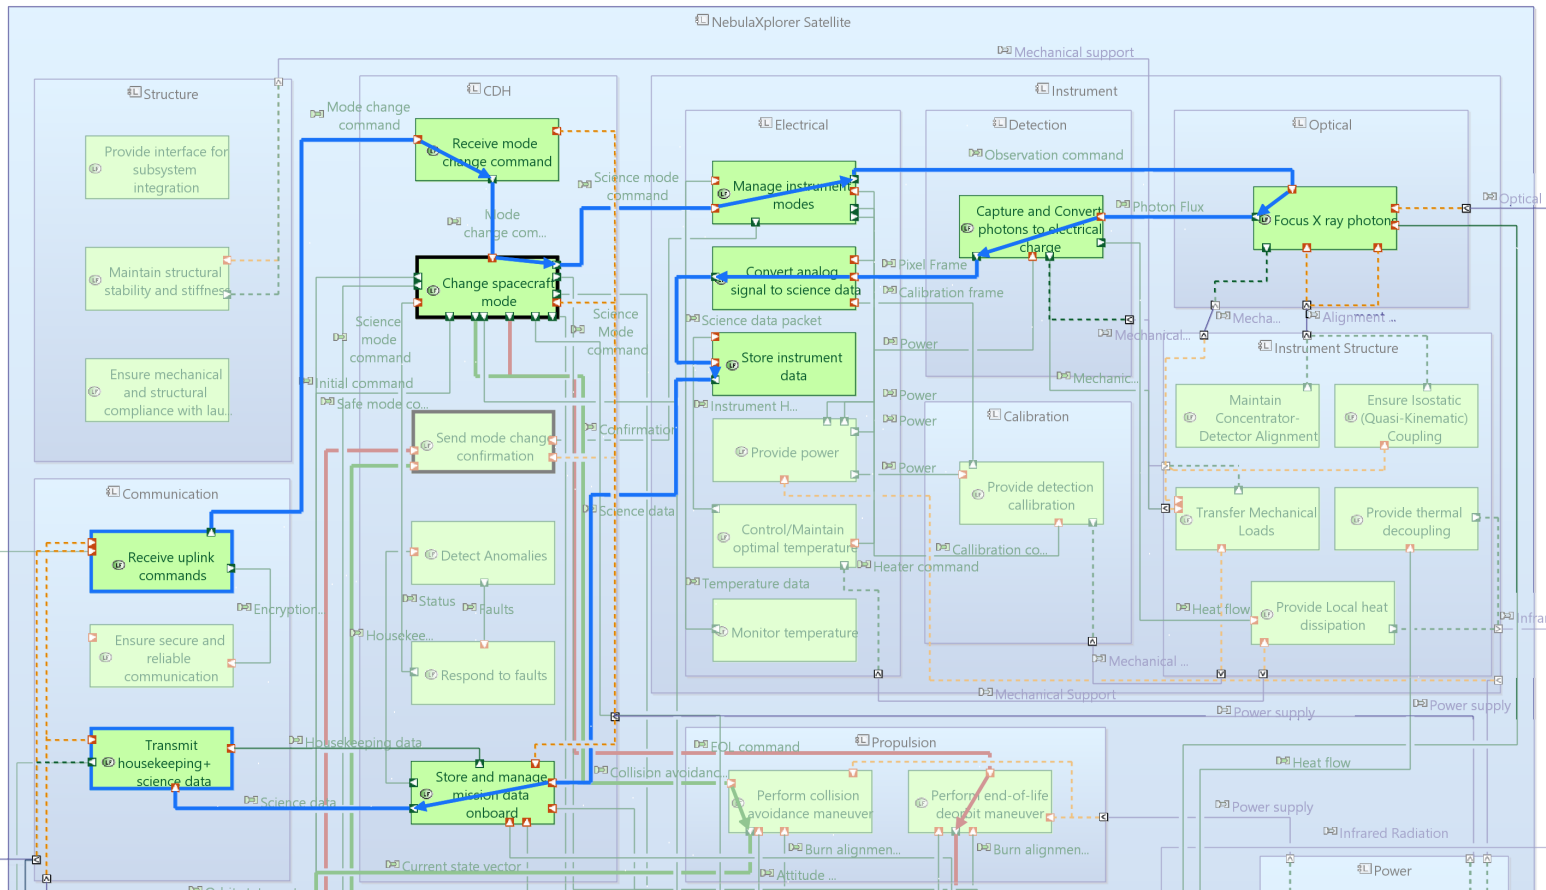 NebulaXplorer Satellite
Mechanical support
Structure
Provide interface for
subsystem
integration
Maintain structural
stability and stiffness
Ensure mechanical
and structural
compliance with lau...
Communication
Receive uplink
commands
Encryption...
Ensure secure and
reliable
communication
Transmit
housekeeping+
science data
Mode change
command
CDH
Receive mode
change command
Mode
change com...
Change spacecraft
mode
Science
mode
command
Initial command
Safe mode co...
Science
Mode
command
Send mode change
confirmation
Confirmation
Detect Anomalies
Status
Faults
Housekee...
Respond to faults
Housekeeping data
Store and manage
mission data
onboard
Science data
Current state vector
Science mode
command
Science data
Collision avoidanc...
Instrument
Electrical
Manage instrument
modes
Convert analog
signal to science data
Science data packet
Store instrument
data
Instrument H...
Provide power
Control/Maintain
optimal temperature
Heater command
Temperature data
Monitor temperature
Detection
Observation command
Capture and Convert
photons to electrical
charge
Photon Flux
Pixel Frame
Calibration frame
Power
Mechanical...
Mechanic...
Power
Power
Power
Calibration
Provide detection
callibration
Callibration co...
Mechanical ...
Mechanical Support
Optical
Focus X ray photons
Optical
Mecha...
Alignment ...
Instrument Structure
Maintain
Concentrator-
Detector Alignment
Ensure Isostatic
(Quasi-Kinematic)
Coupling
Transfer Mechanical
Loads
Provide thermal
decoupling
Heat flow
Provide Local heat
dissipation
Infrar
Power supply
Power supply
Propulsion
EOL command
Perform collision
avoidance maneuver
Perform end-of-life
deorbit maneuver
Burn alignmen...
Burn alignmen...
Attitude ...
Heat flow
Power supply
Infrared Radiation
Power